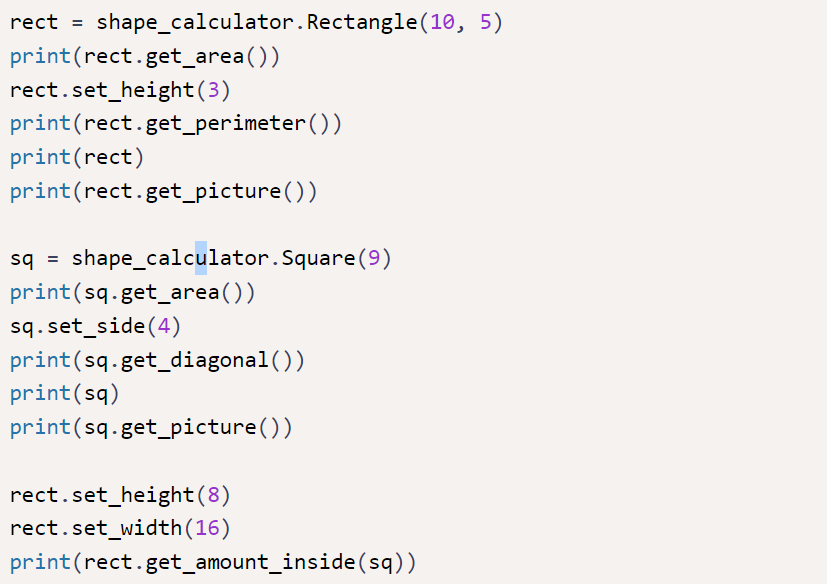 rect = shape_calculator.Rectangle(10, 5)
print(rect.get_area())
rect.set_height(3)
print(rect.get_perimeter())
print(rect)
print(rect.get_picture())

sq = shape_calculator.Square(9)
print(sq.get_area())
sq.set_side(4)
print(sq.get_diagonal())
print(sq)
print(sq.get_picture())

rect.set_height(8)
rect.set_width(16)
print(rect.get_amount_inside(sq))